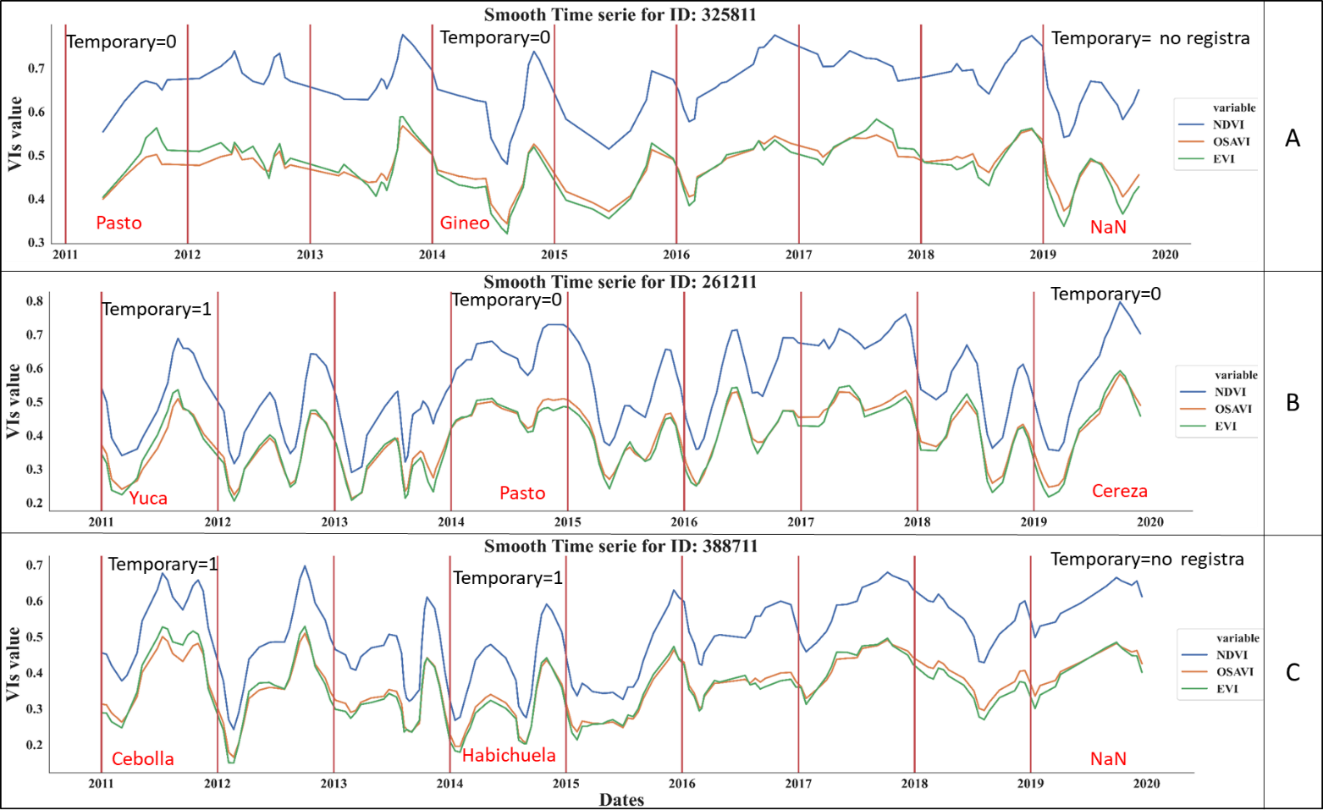 Smooth Time serie for ID: 325811
Temporary=0
Temporary=0
Temporary= no registra
0.7
0.6
0.5
0.4
0.3
VIs value
variable
NDVI
OSAVI
EVI
A
Pasto
Gineo
NaN
2011 2012 2013 2014 2015 2016 2017 2018 2019 2020
Smooth Time serie for ID: 261211
Temporary=1
Temporary=0
Temporary=0
0.8
0.7
0.6
0.5
0.4
0.3
0.2
VIs value
variable
NDVI
OSAVI
EVI
B
Yuca
Pasto
Cereza
2011 2012 2013 2014 2015 2016 2017 2018 2019 2020
Smooth Time serie for ID: 388711
Temporary=1
Temporary=1
Temporary=no registra
0.7
0.6
0.5
0.4
0.3
0.2
VIs value
variable
NDVI
OSAVI
EVI
C
Cebolla
Habichuela
NaN
2011 2012 2013 2014 2015 2016 2017 2018 2019 2020
Dates